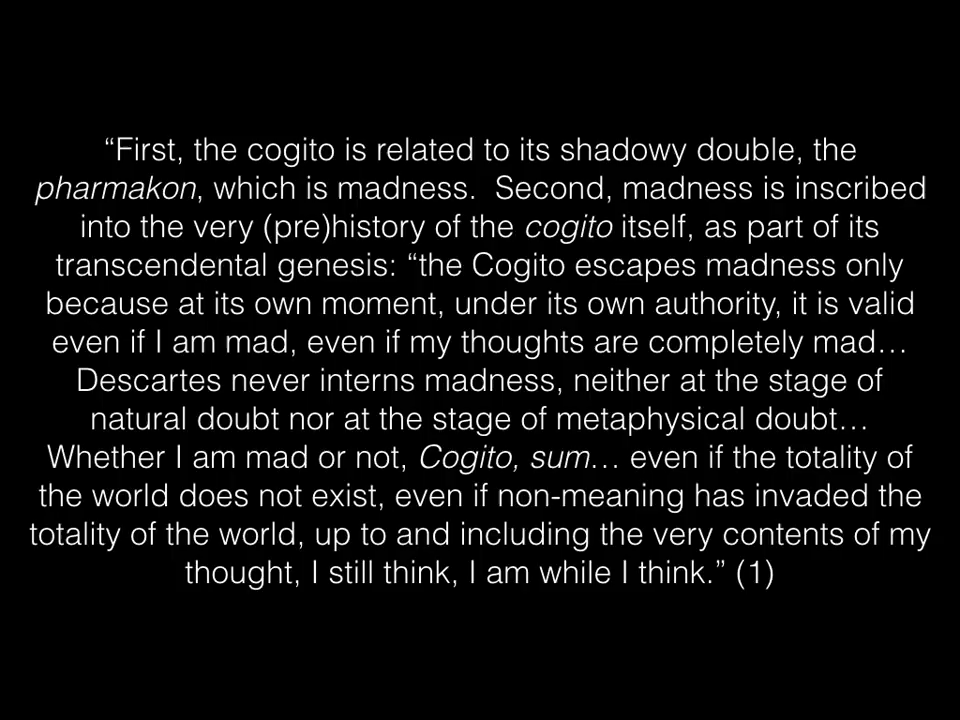 “First, the cogito is related to its shadowy double, the
pharmakon, which is madness.  Second, madness is inscribed
into the very (pre)history of the cogito itself, as part of its
transcendental genesis: “the Cogito escapes madness only
because at its own moment, under its own authority, it is valid
even if I am mad, even if my thoughts are completely mad…
Descartes never interns madness, neither at the stage of
natural doubt nor at the stage of metaphysical doubt…
Whether I am mad or not, Cogito, sum… even if the totality of
the world does not exist, even if non-meaning has invaded the
totality of the world, up to and including the very contents of my
thought, I still think, I am while I think.” (1)